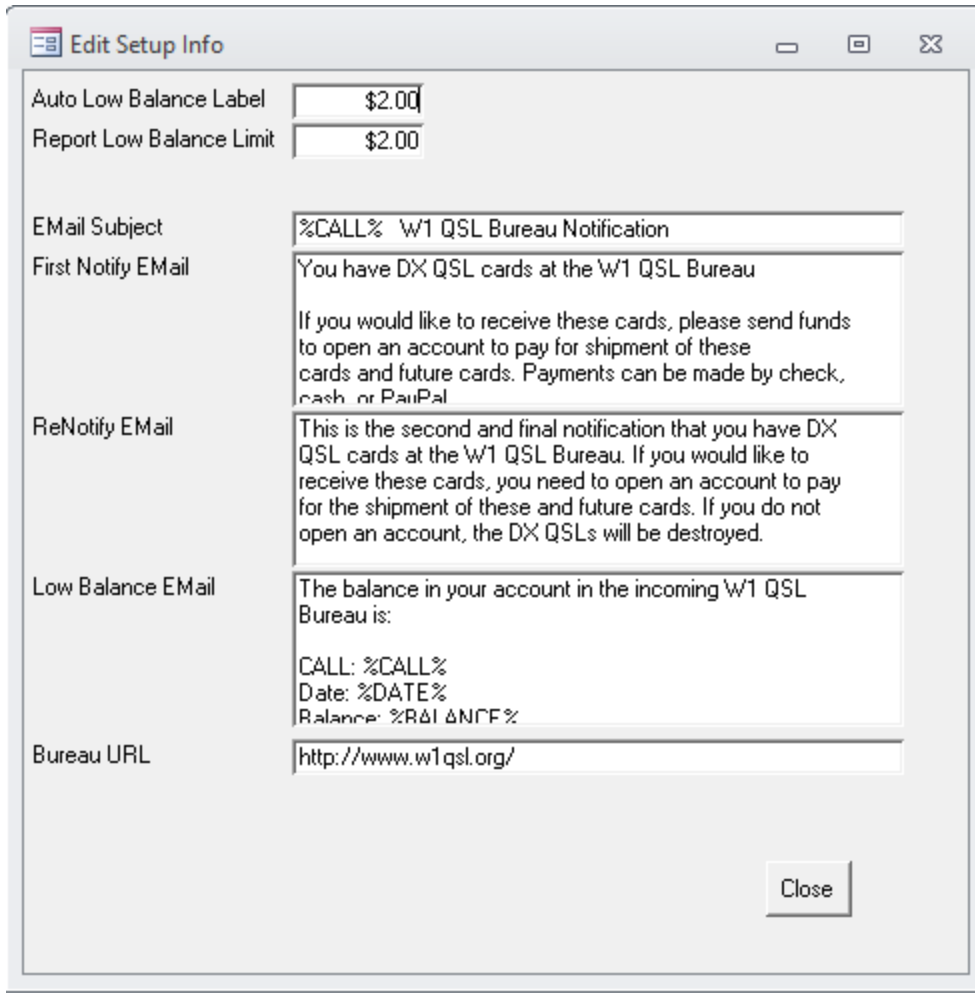 Edit Setup Info
Auto Low Balance Label $2.00
Report Low Balance Limit $2.00
EMail Subject %CALL%   W1 QSL Bureau Notification
First Notify EMail You have DX QSL cards at the W1 QSL Bureau
If you would like to receive these cards, please send funds
to open an account to pay for shipment of these
cards and future cards. Payments can be made by check,
cash, or PayPal
ReNotify EMail This is the second and final notification that you have DX
QSL cards at the W1 QSL Bureau. If you would like to
receive these cards, you need to open an account to pay
for the shipment of these and future cards. If you do not
open an account, the DX QSLs will be destroyed.
Low Balance EMail The balance in your account in the incoming W1 QSL
Bureau is:
CALL: %CALL%
Date: %DATE%
Balance: %BALANCE%
Bureau URL http://www.w1qsl.org/
Close